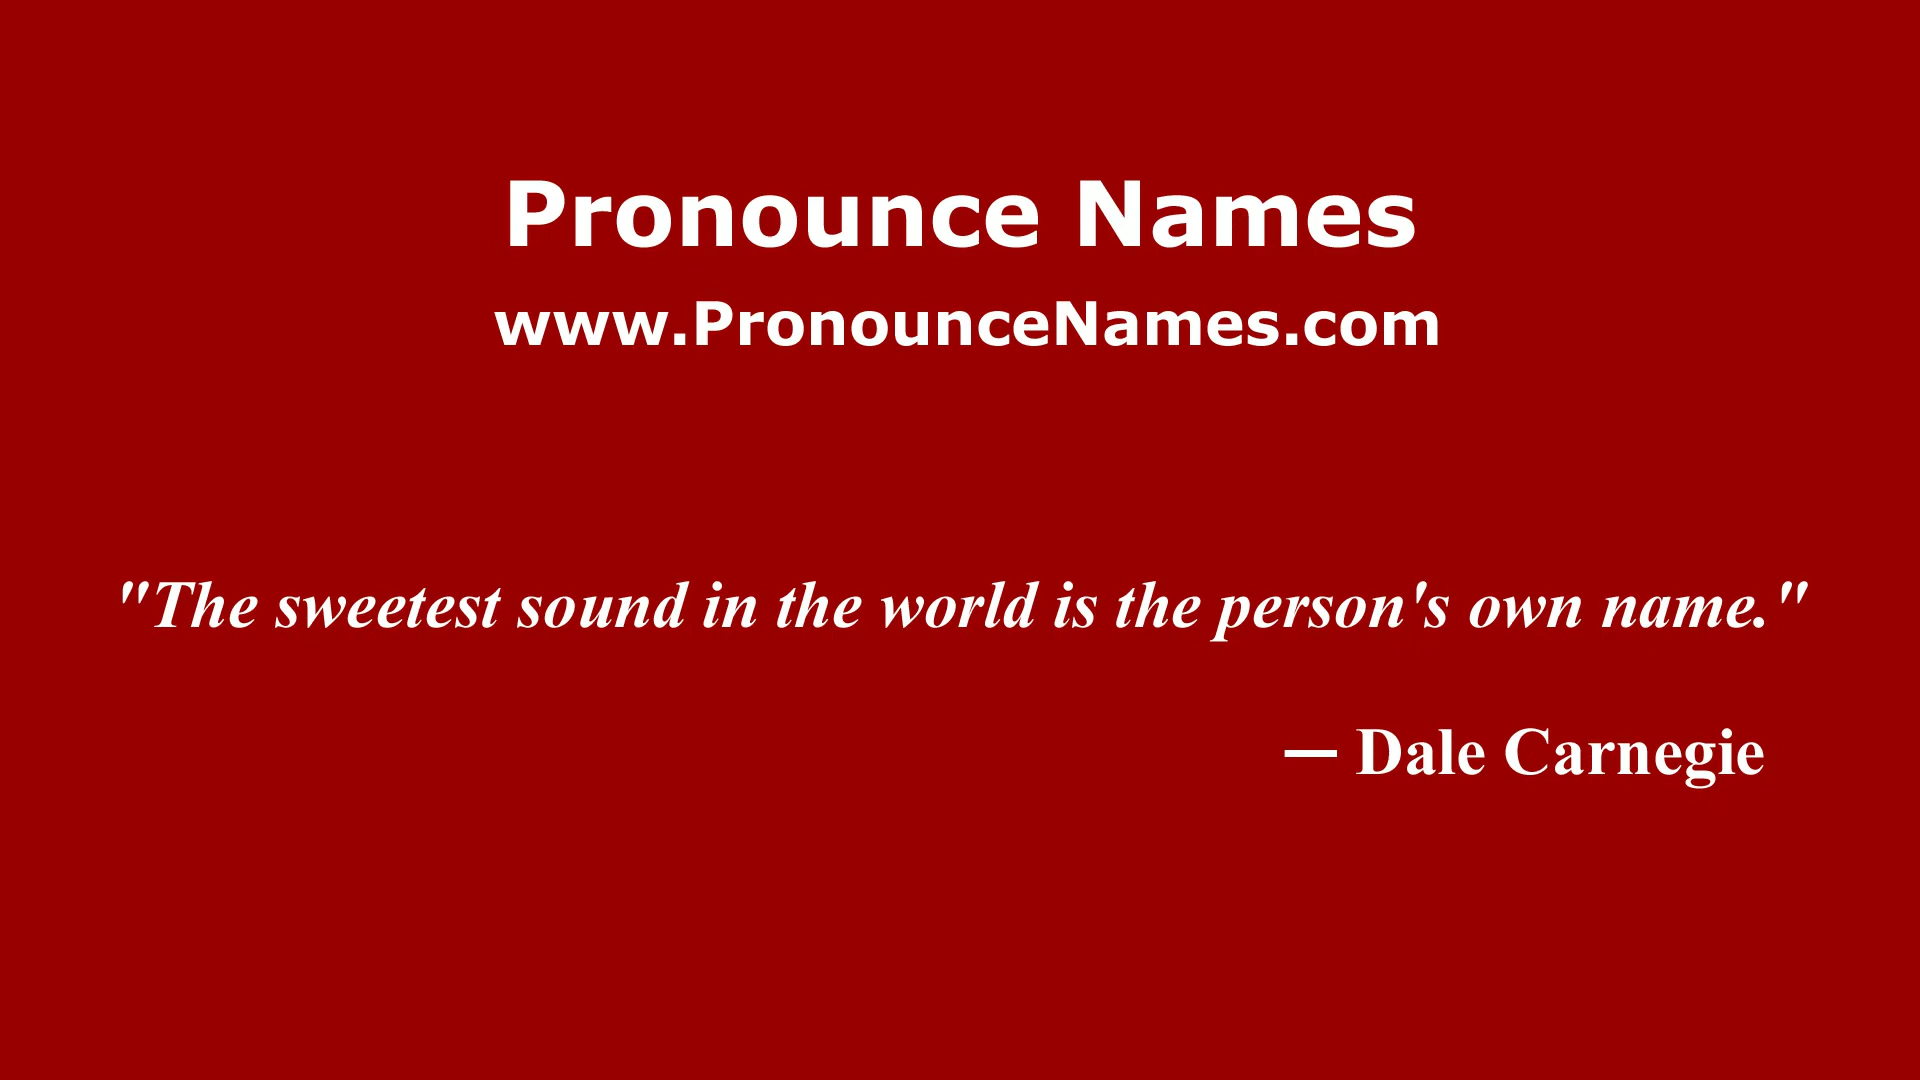 Pronounce Names
www.PronounceNames.com
"The sweetest sound in the world is the person's own name."
— Dale Carnegie